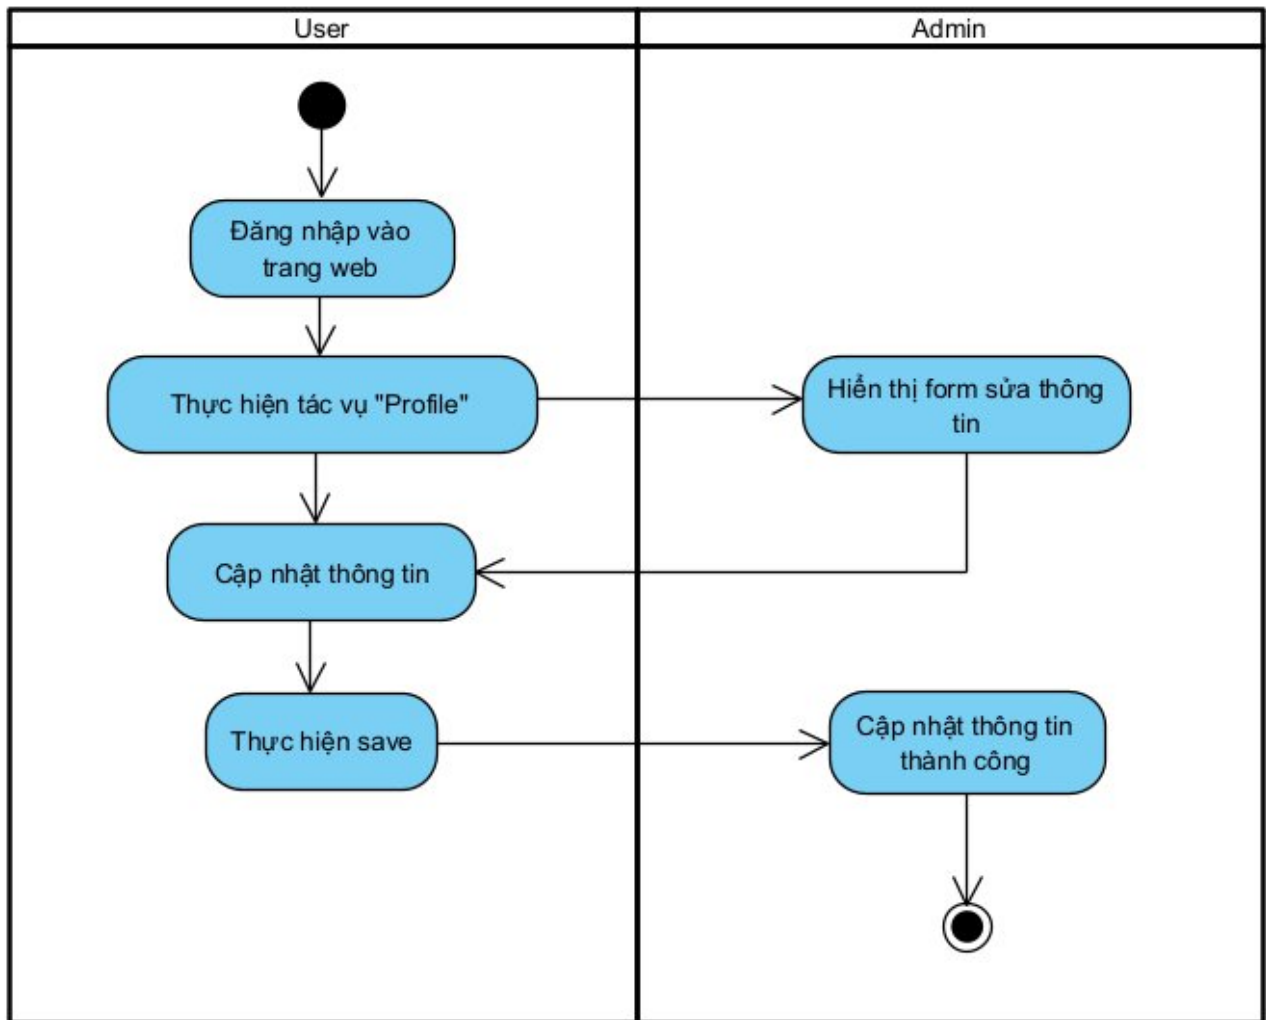 User
Admin
Đăng nhập vào
trang web
Thực hiện tác vụ "Profile"
Hiển thị form sửa thông
tin
Cập nhật thông tin
Thực hiện save
Cập nhật thông tin
thành công